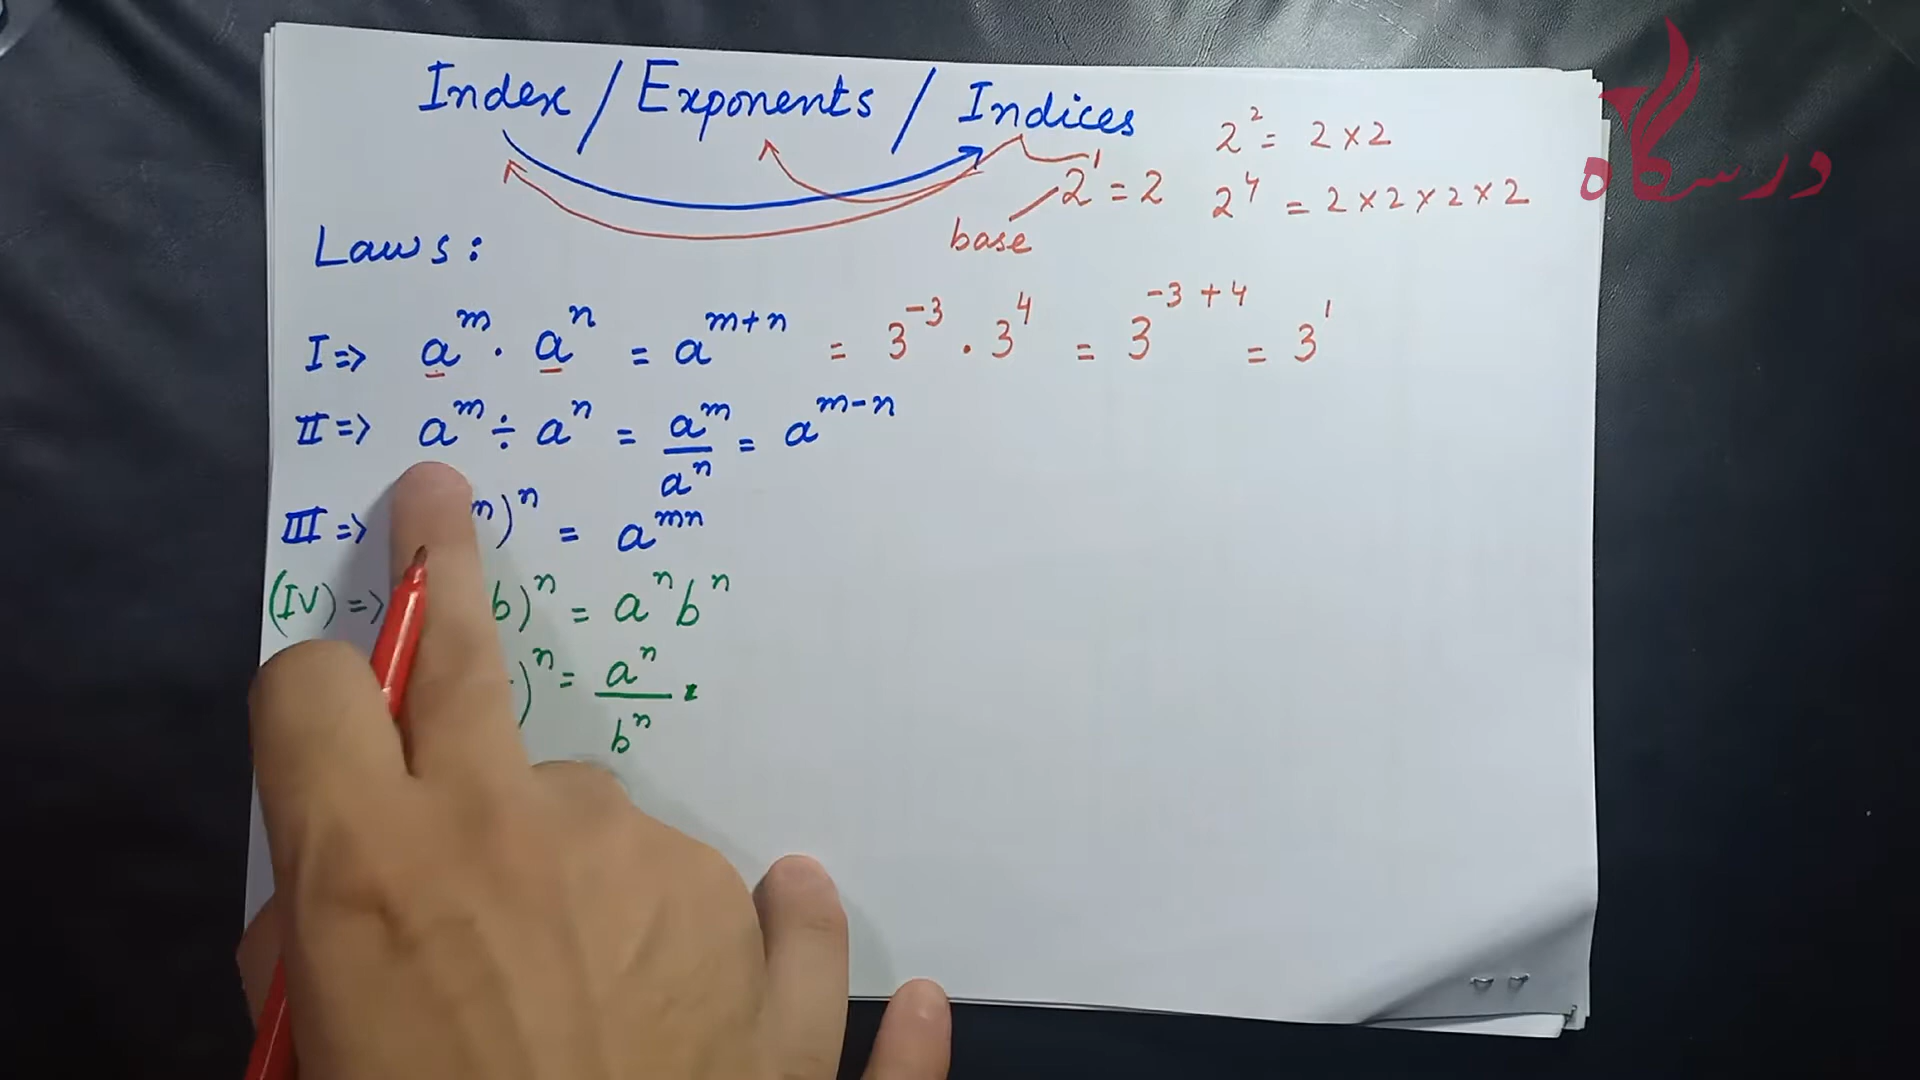 Index / Exponents / Indices
2² = 2 × 2
2¹ = 2
2⁴ = 2 × 2 × 2 × 2
base
درسگاہ
Laws :
I => aᵐ · aⁿ = aᵐ⁺ⁿ = 3⁻³ · 3⁴ = 3⁻³⁺⁴ = 3¹
II => aᵐ ÷ aⁿ = aᵐ/aⁿ = aᵐ⁻ⁿ
III => ᵐ)ⁿ = aᵐⁿ
(IV) => b)ⁿ = aⁿbⁿ
)ⁿ = aⁿ/bⁿ ·